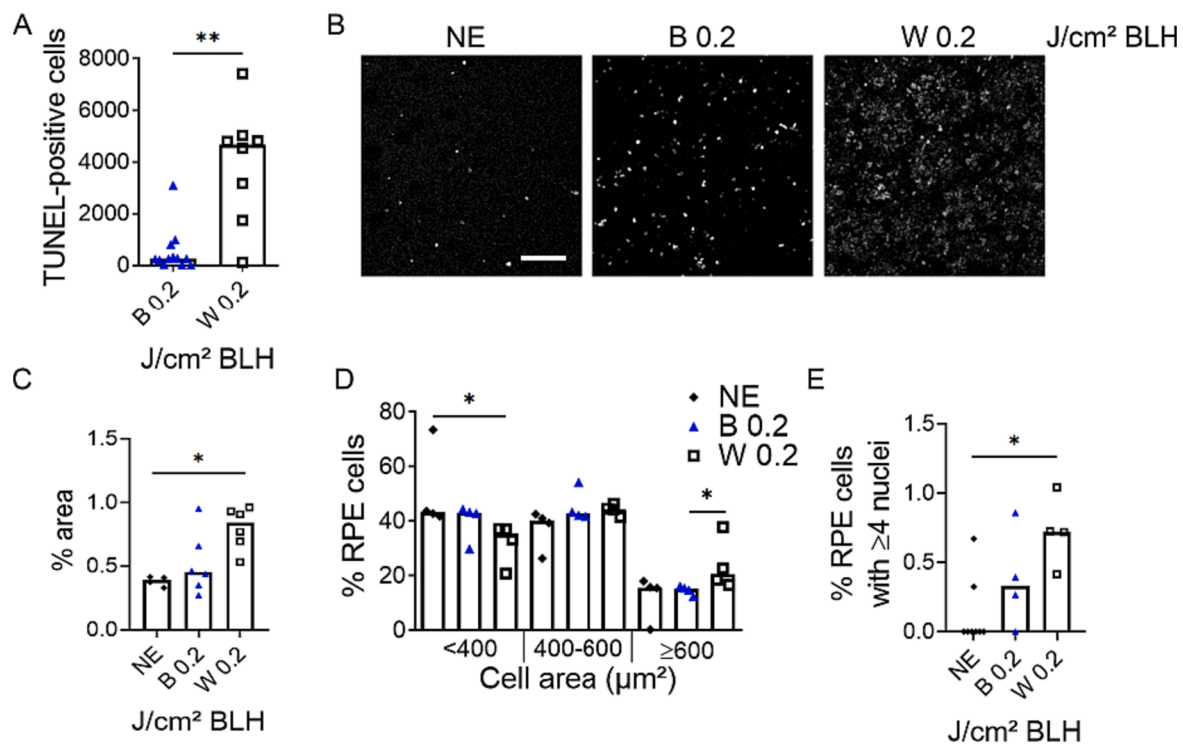 A
TUNEL-positive cells
**
8000
6000
4000
2000
0
B 0.2
W 0.2
J/cm² BLH
B
NE
B 0.2
W 0.2
J/cm² BLH
C
% area
*
1.5
1.0
0.5
0.0
NE
B 0.2
W 0.2
J/cm² BLH
D
% RPE cells
80
60
40
20
0
*
*
NE
B 0.2
W 0.2
<400
400-600
≥600
Cell area (µm²)
E
% RPE cells
with ≥4 nuclei
*
1.5
1.0
0.5
0.0
NE
B 0.2
W 0.2
J/cm² BLH